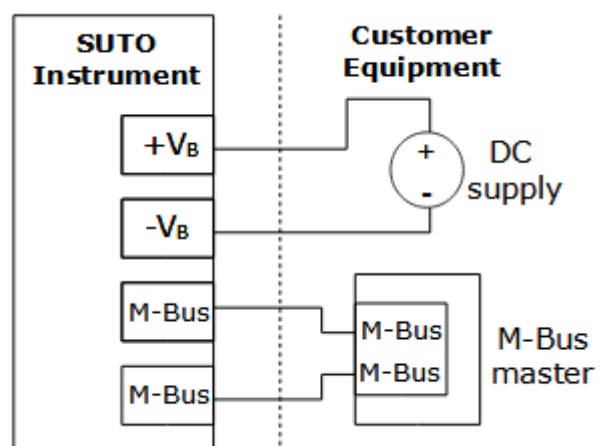 SUTO
Instrument
+VB
-VB
M-Bus
M-Bus
Customer
Equipment
+
-
DC
supply
M-Bus
M-Bus
M-Bus
master